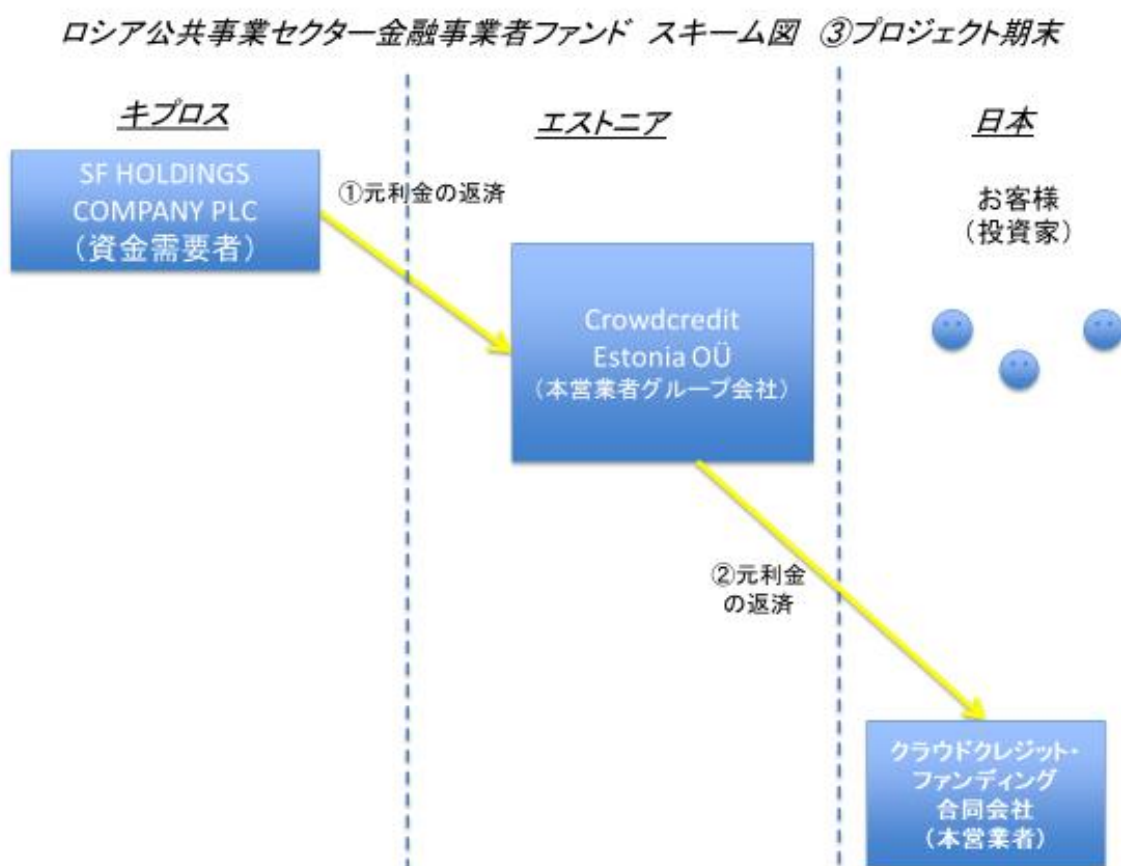 ロシア公共事業セクター金融事業者ファンド スキーム図 ③プロジェクト期末
キプロス
エストニア
日本
SF HOLDINGS
COMPANY PLC
（資金需要者）
①元利金の返済
お客様
（投資家）
Crowdcredit
Estonia OÜ
（本営業者グループ会社）
②元利金
の返済
クラウドクレジット・
ファンディング
合同会社
（本営業者）